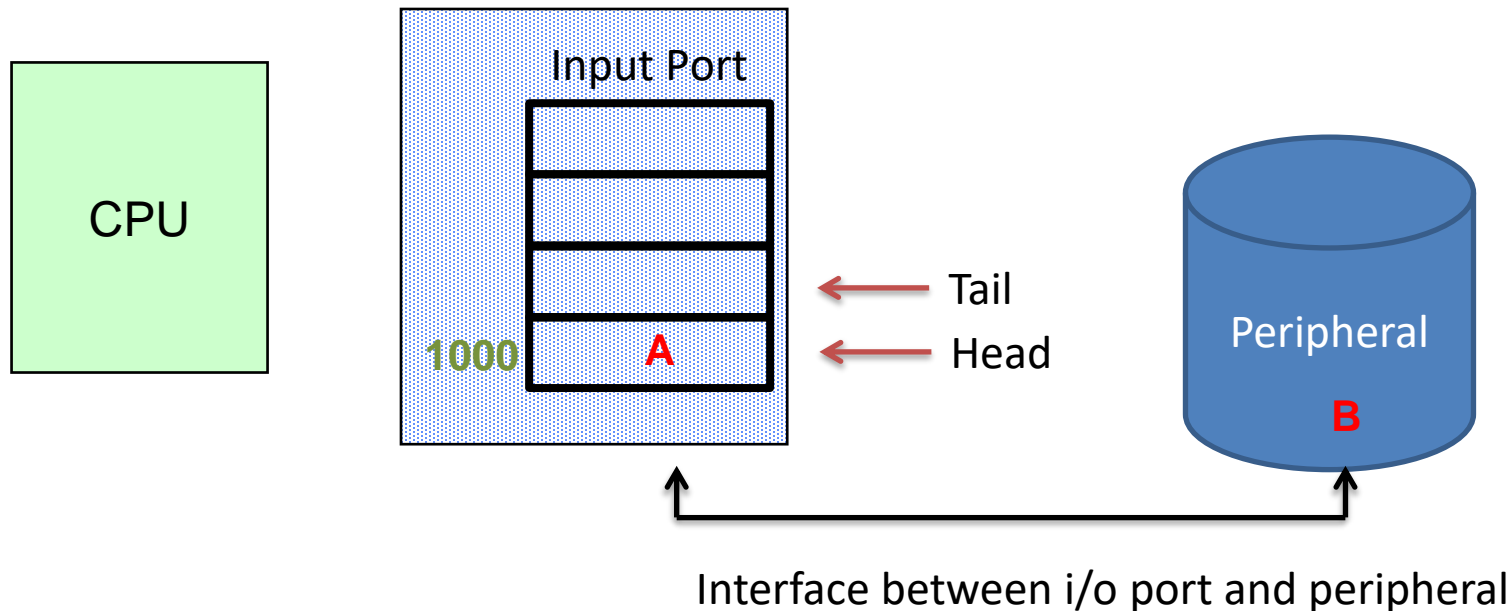 Input Port
CPU
Tail
1000 A
Head
Peripheral
B
Interface between i/o port and peripheral